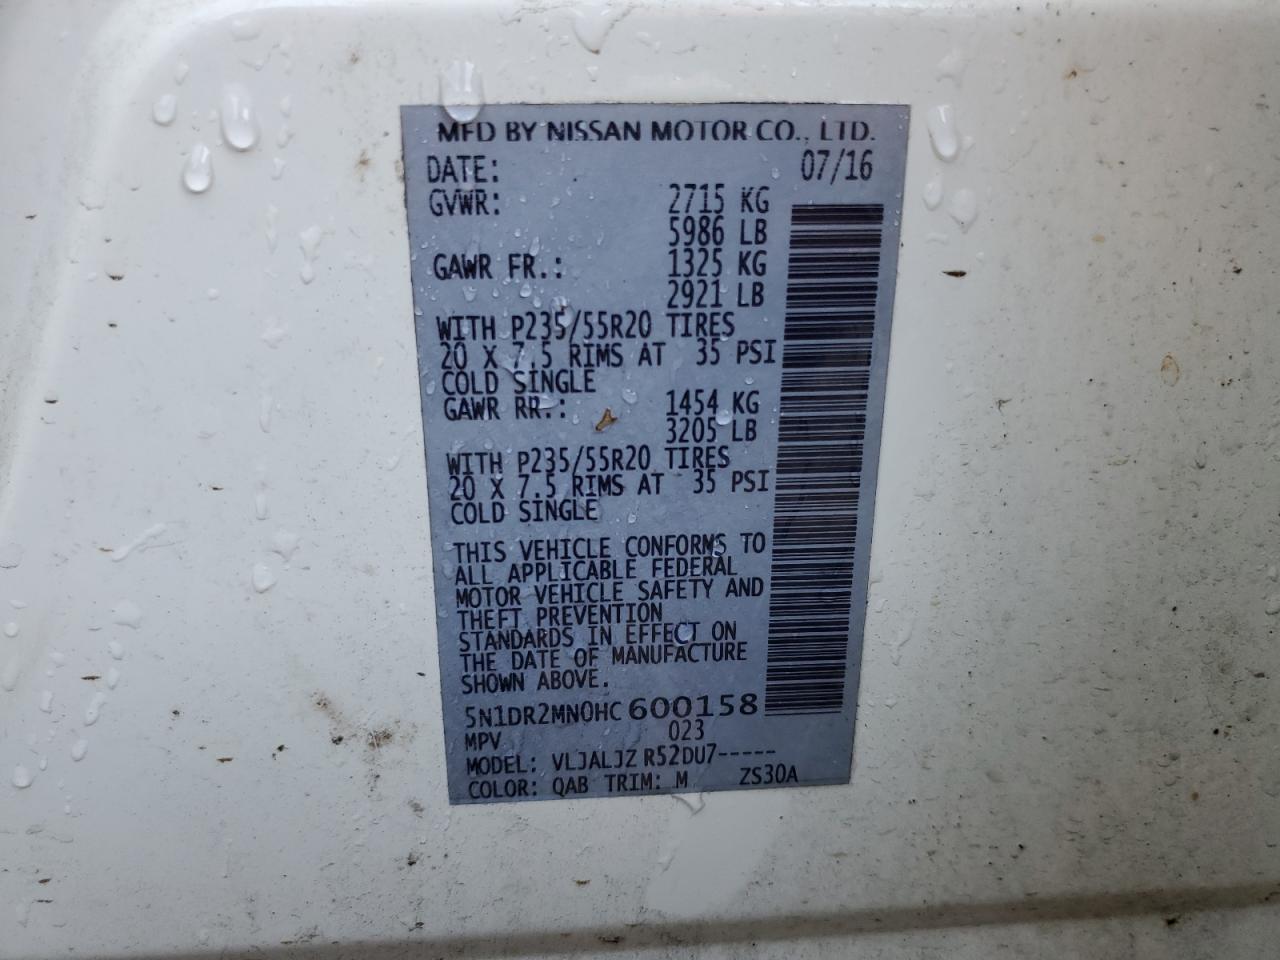 MFD BY NISSAN MOTOR CO., LTD.
DATE: 07/16
GVWR: 2715 KG
5986 LB
GAWR FR.: 1325 KG
2921 LB
WITH P235/55R20 TIRES
20 X 7.5 RIMS AT 35 PSI
COLD SINGLE
GAWR RR.: 1454 KG
3205 LB
WITH P235/55R20 TIRES
20 X 7.5 RIMS AT 35 PSI
COLD SINGLE
THIS VEHICLE CONFORMS TO
ALL APPLICABLE FEDERAL
MOTOR VEHICLE SAFETY AND
THEFT PREVENTION
STANDARDS IN EFFECT ON
THE DATE OF MANUFACTURE
SHOWN ABOVE.
5N1DR2MN0HC600158
MPV 023
MODEL: VLJALJZ R52DU7-----
COLOR: QAB TRIM: M ZS30A